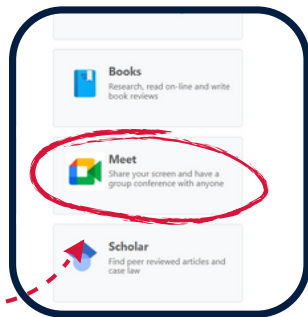 Books
Research, read on-line and write
book reviews
Meet
Share your screen and have a
group conference with anyone
Scholar
Find peer reviewed articles and
case law